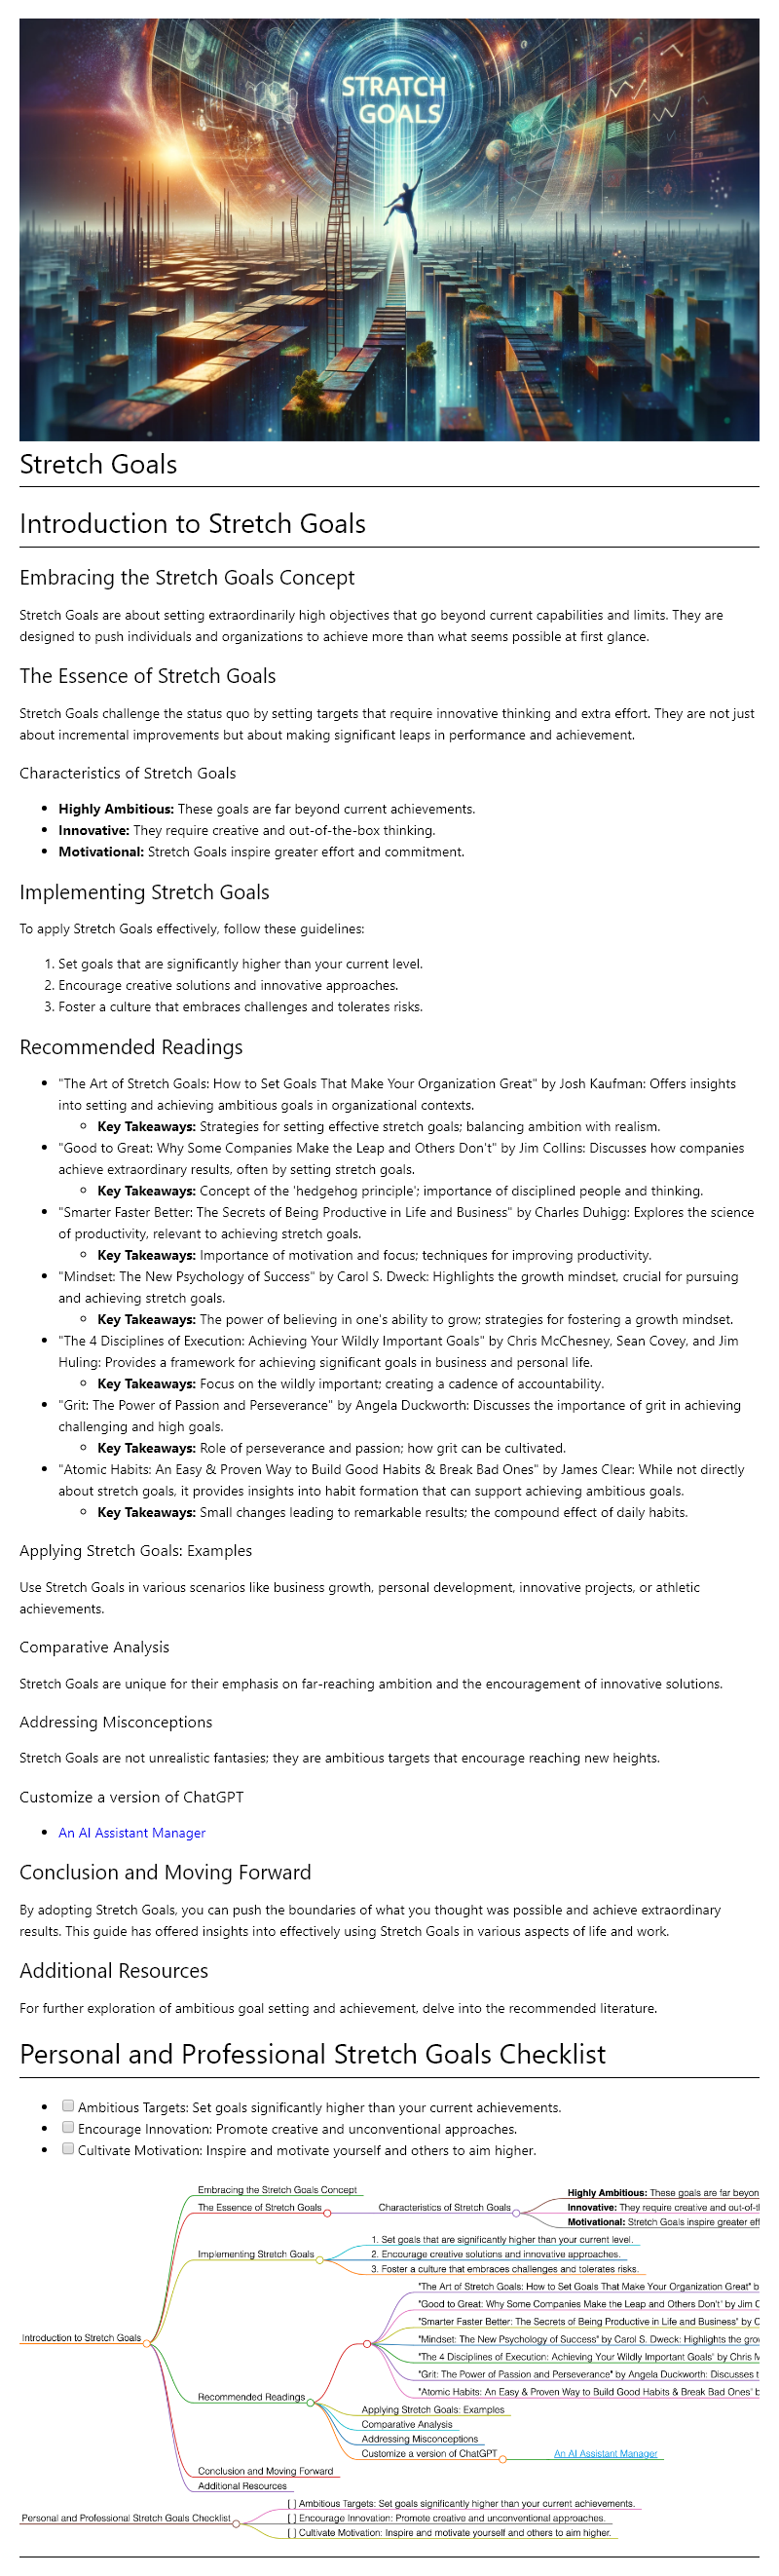 STRATCH
GOALS
Stretch Goals
Introduction to Stretch Goals
Embracing the Stretch Goals Concept
Stretch Goals are about setting extraordinarily high objectives that go beyond current capabilities and limits. They are
designed to push individuals and organizations to achieve more than what seems possible at first glance.
The Essence of Stretch Goals
Stretch Goals challenge the status quo by setting targets that require innovative thinking and extra effort. They are not just
about incremental improvements but about making significant leaps in performance and achievement.
Characteristics of Stretch Goals
• Highly Ambitious: These goals are far beyond current achievements.
• Innovative: They require creative and out-of-the-box thinking.
• Motivational: Stretch Goals inspire greater effort and commitment.
Implementing Stretch Goals
To apply Stretch Goals effectively, follow these guidelines:
1. Set goals that are significantly higher than your current level.
2. Encourage creative solutions and innovative approaches.
3. Foster a culture that embraces challenges and tolerates risks.
Recommended Readings
• "The Art of Stretch Goals: How to Set Goals That Make Your Organization Great" by Josh Kaufman: Offers insights
into setting and achieving ambitious goals in organizational contexts.
◦ Key Takeaways: Strategies for setting effective stretch goals; balancing ambition with realism.
• "Good to Great: Why Some Companies Make the Leap and Others Don't" by Jim Collins: Discusses how companies
achieve extraordinary results, often by setting stretch goals.
◦ Key Takeaways: Concept of the 'hedgehog principle'; importance of disciplined people and thinking.
• "Smarter Faster Better: The Secrets of Being Productive in Life and Business" by Charles Duhigg: Explores the science
of productivity, relevant to achieving stretch goals.
◦ Key Takeaways: Importance of motivation and focus; techniques for improving productivity.
• "Mindset: The New Psychology of Success" by Carol S. Dweck: Highlights the growth mindset, crucial for pursuing
and achieving stretch goals.
◦ Key Takeaways: The power of believing in one's ability to grow; strategies for fostering a growth mindset.
• "The 4 Disciplines of Execution: Achieving Your Wildly Important Goals" by Chris McChesney, Sean Covey, and Jim
Huling: Provides a framework for achieving significant goals in business and personal life.
◦ Key Takeaways: Focus on the wildly important; creating a cadence of accountability.
• "Grit: The Power of Passion and Perseverance" by Angela Duckworth: Discusses the importance of grit in achieving
challenging and high goals.
◦ Key Takeaways: Role of perseverance and passion; how grit can be cultivated.
• "Atomic Habits: An Easy & Proven Way to Build Good Habits & Break Bad Ones" by James Clear: While not directly
about stretch goals, it provides insights into habit formation that can support achieving ambitious goals.
◦ Key Takeaways: Small changes leading to remarkable results; the compound effect of daily habits.
Applying Stretch Goals: Examples
Use Stretch Goals in various scenarios like business growth, personal development, innovative projects, or athletic
achievements.
Comparative Analysis
Stretch Goals are unique for their emphasis on far-reaching ambition and the encouragement of innovative solutions.
Addressing Misconceptions
Stretch Goals are not unrealistic fantasies; they are ambitious targets that encourage reaching new heights.
Customize a version of ChatGPT
• An AI Assistant Manager
Conclusion and Moving Forward
By adopting Stretch Goals, you can push the boundaries of what you thought was possible and achieve extraordinary
results. This guide has offered insights into effectively using Stretch Goals in various aspects of life and work.
Additional Resources
For further exploration of ambitious goal setting and achievement, delve into the recommended literature.
Personal and Professional Stretch Goals Checklist
• Ambitious Targets: Set goals significantly higher than your current achievements.
• Encourage Innovation: Promote creative and unconventional approaches.
• Cultivate Motivation: Inspire and motivate yourself and others to aim higher.
Embracing the Stretch Goals Concept
The Essence of Stretch Goals
Characteristics of Stretch Goals
Highly Ambitious: These goals are far beyon
Innovative: They require creative and out-of-t
Motivational: Stretch Goals inspire greater eff
Implementing Stretch Goals
1. Set goals that are significantly higher than your current level.
2. Encourage creative solutions and innovative approaches.
3. Foster a culture that embraces challenges and tolerates risks.
Introduction to Stretch Goals
"The Art of Stretch Goals: How to Set Goals That Make Your Organization Great" b
"Good to Great: Why Some Companies Make the Leap and Others Don't" by Jim C
"Smarter Faster Better: The Secrets of Being Productive in Life and Business" by C
"Mindset: The New Psychology of Success" by Carol S. Dweck: Highlights the grov
"The 4 Disciplines of Execution: Achieving Your Wildly Important Goals" by Chris M
"Grit: The Power of Passion and Perseverance" by Angela Duckworth: Discusses t
"Atomic Habits: An Easy & Proven Way to Build Good Habits & Break Bad Ones" b
Recommended Readings
Applying Stretch Goals: Examples
Comparative Analysis
Addressing Misconceptions
Customize a version of ChatGPT
An AI Assistant Manager
Conclusion and Moving Forward
Additional Resources
Personal and Professional Stretch Goals Checklist
[ ] Ambitious Targets: Set goals significantly higher than your current achievements.
[ ] Encourage Innovation: Promote creative and unconventional approaches.
[ ] Cultivate Motivation: Inspire and motivate yourself and others to aim higher.